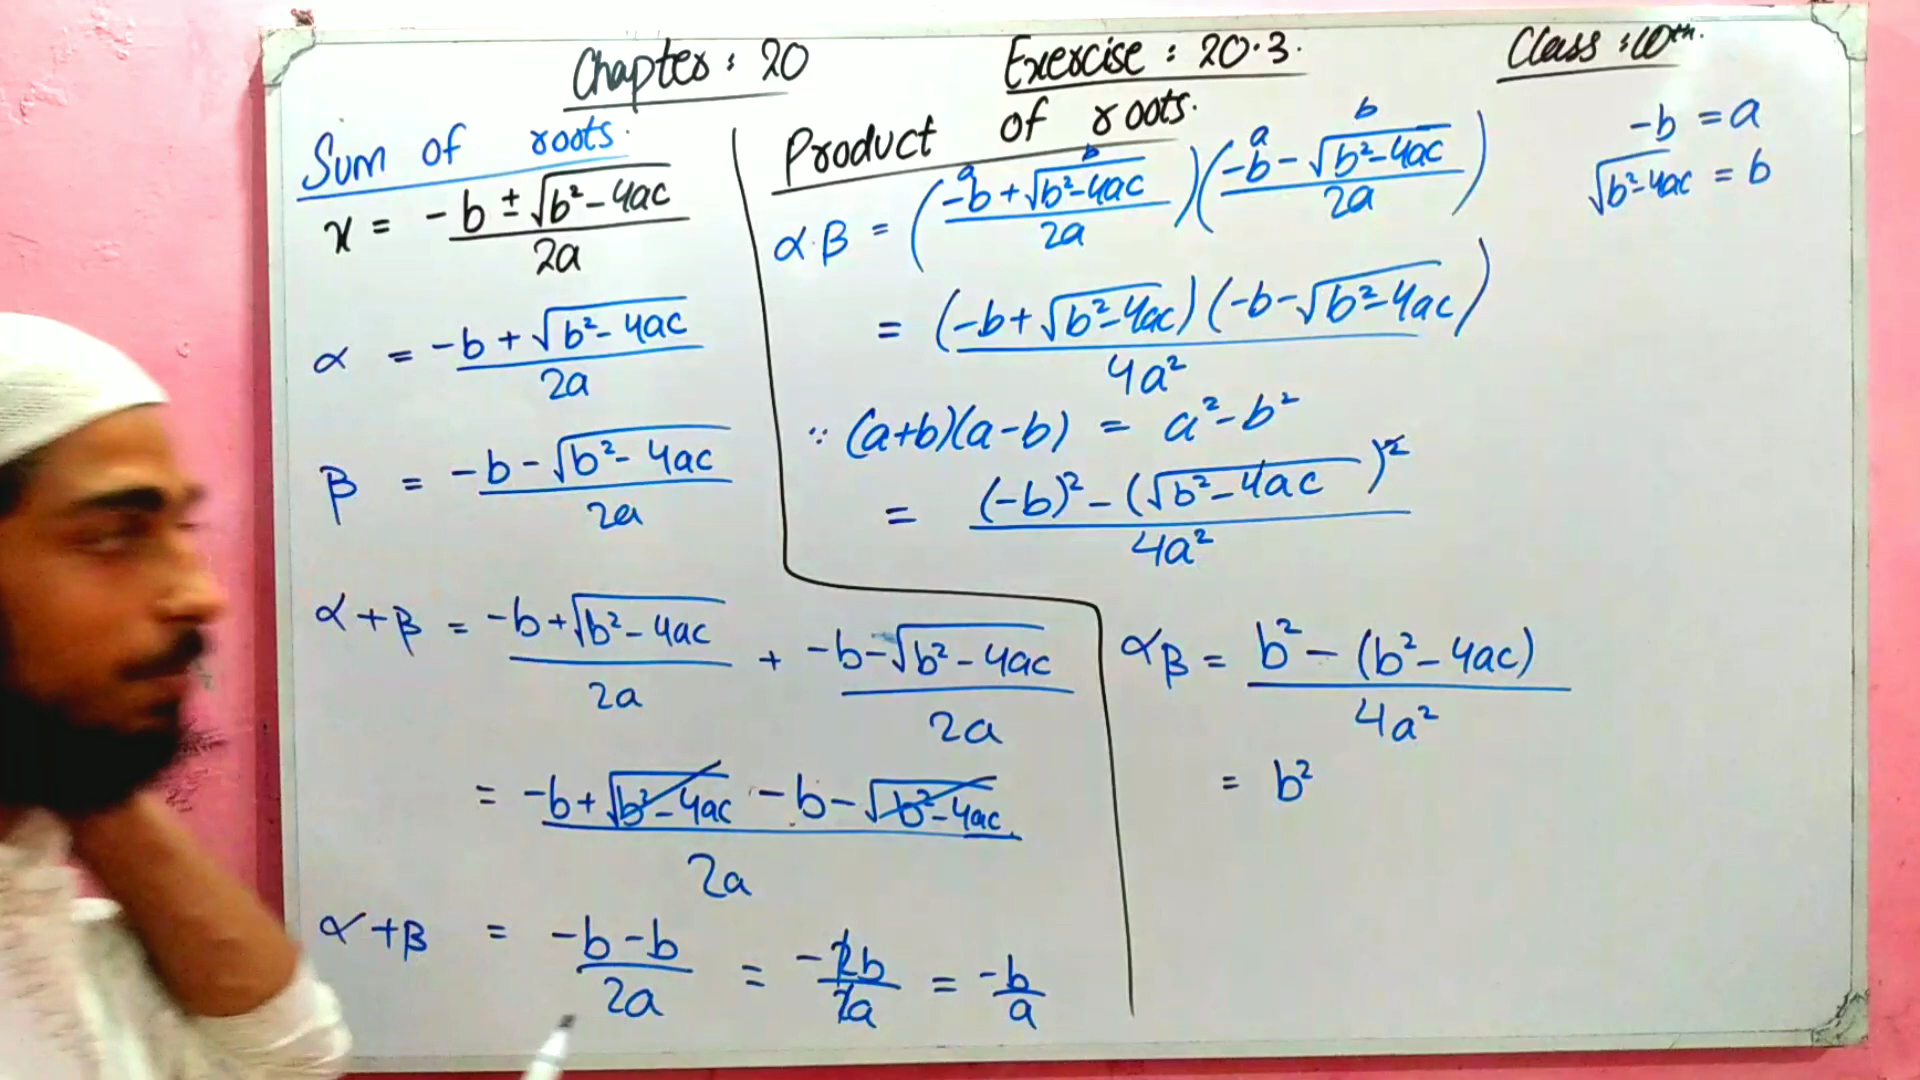 Chapter : 20
Exercise : 20.3.
Class : 10th.
Sum of roots.
x = -b ± √b²-4ac / 2a
α = -b + √b²-4ac / 2a
β = -b - √b²-4ac / 2a
α+β = -b+√b²-4ac / 2a + -b-√b²-4ac / 2a
= -b+√b²-4ac -b-√b²-4ac / 2a
α+β = -b-b / 2a = -2b / 2a = -b / a
Product of roots.
a b a b
α.β = (-b+√b²-4ac / 2a)(-b-√b²-4ac / 2a)
= (-b+√b²-4ac)(-b-√b²-4ac) / 4a²
∵ (a+b)(a-b) = a²-b²
= (-b)² - (√b²-4ac)² / 4a²
αβ = b² - (b²-4ac) / 4a²
= b²
-b = a
√b²-4ac = b